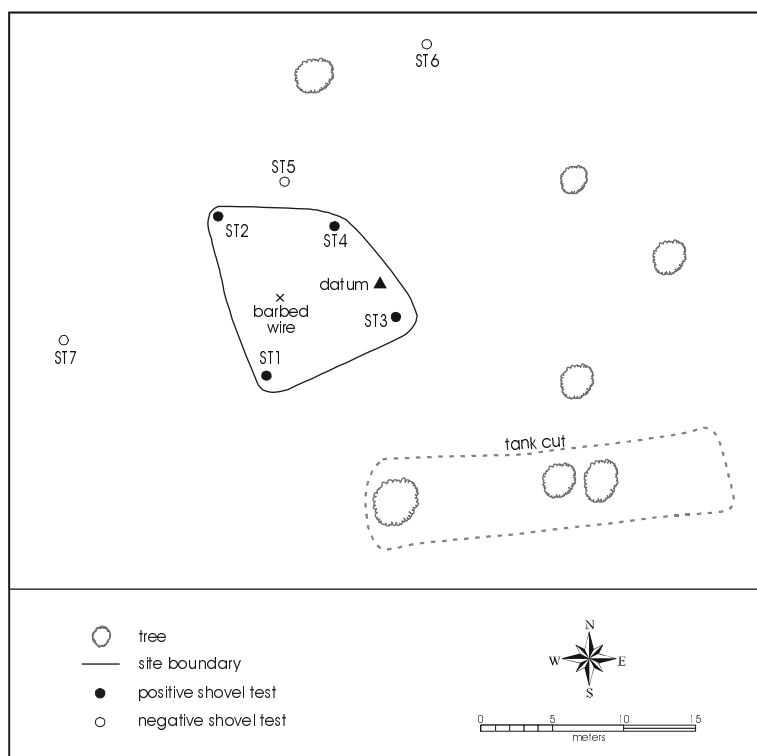 ST6
ST5
ST2
ST4
datum
barbed
wire
ST3
ST7
ST1
tank cut
tree
site boundary
positive shovel test
negative shovel test
N
W E
S
0 5 10 15
meters